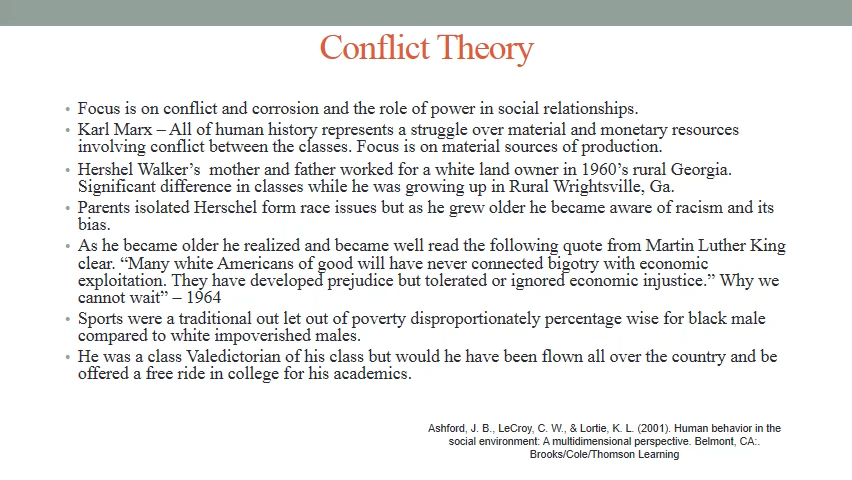 Conflict Theory
• Focus is on conflict and corrosion and the role of power in social relationships.
• Karl Marx – All of human history represents a struggle over material and monetary resources
involving conflict between the classes. Focus is on material sources of production.
• Hershel Walker’s  mother and father worked for a white land owner in 1960’s rural Georgia.
Significant difference in classes while he was growing up in Rural Wrightsville, Ga.
• Parents isolated Herschel form race issues but as he grew older he became aware of racism and its
bias.
• As he became older he realized and became well read the following quote from Martin Luther King
clear. “Many white Americans of good will have never connected bigotry with economic
exploitation. They have developed prejudice but tolerated or ignored economic injustice.” Why we
cannot wait” – 1964
• Sports were a traditional out let out of poverty disproportionately percentage wise for black male
compared to white impoverished males.
• He was a class Valedictorian of his class but would he have been flown all over the country and be
offered a free ride in college for his academics.
Ashford, J. B., LeCroy, C. W., & Lortie, K. L. (2001). Human behavior in the
social environment: A multidimensional perspective. Belmont, CA:.
Brooks/Cole/Thomson Learning